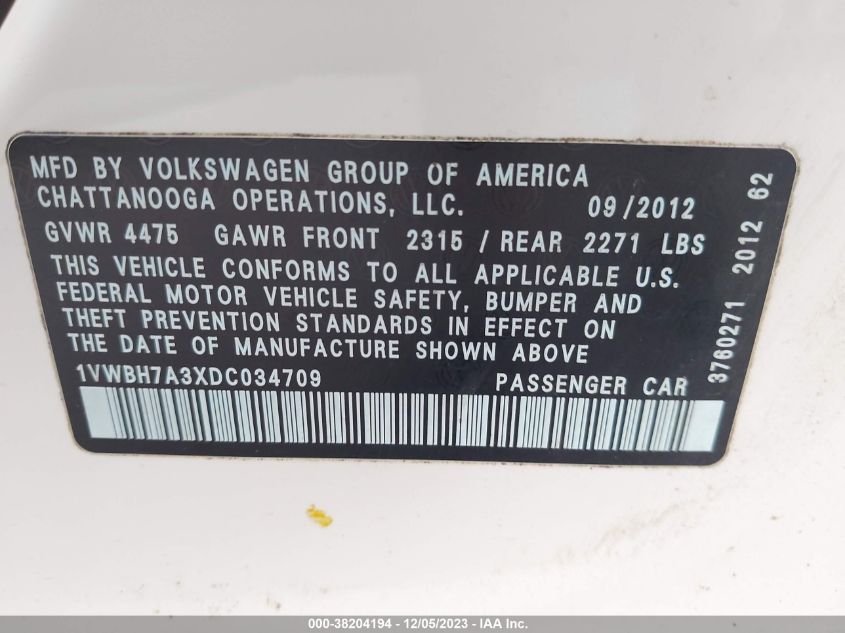 MFD BY VOLKSWAGEN GROUP OF AMERICA
CHATTANOOGA OPERATIONS, LLC. 09/2012
GVWR 4475 GAWR FRONT 2315 / REAR 2271 LBS
THIS VEHICLE CONFORMS TO ALL APPLICABLE U.S.
FEDERAL MOTOR VEHICLE SAFETY, BUMPER AND
THEFT PREVENTION STANDARDS IN EFFECT ON
THE DATE OF MANUFACTURE SHOWN ABOVE
1VWBH7A3XDC034709 PASSENGER CAR
3760271 2012 62
000-38204194 - 12/05/2023 - IAA Inc.